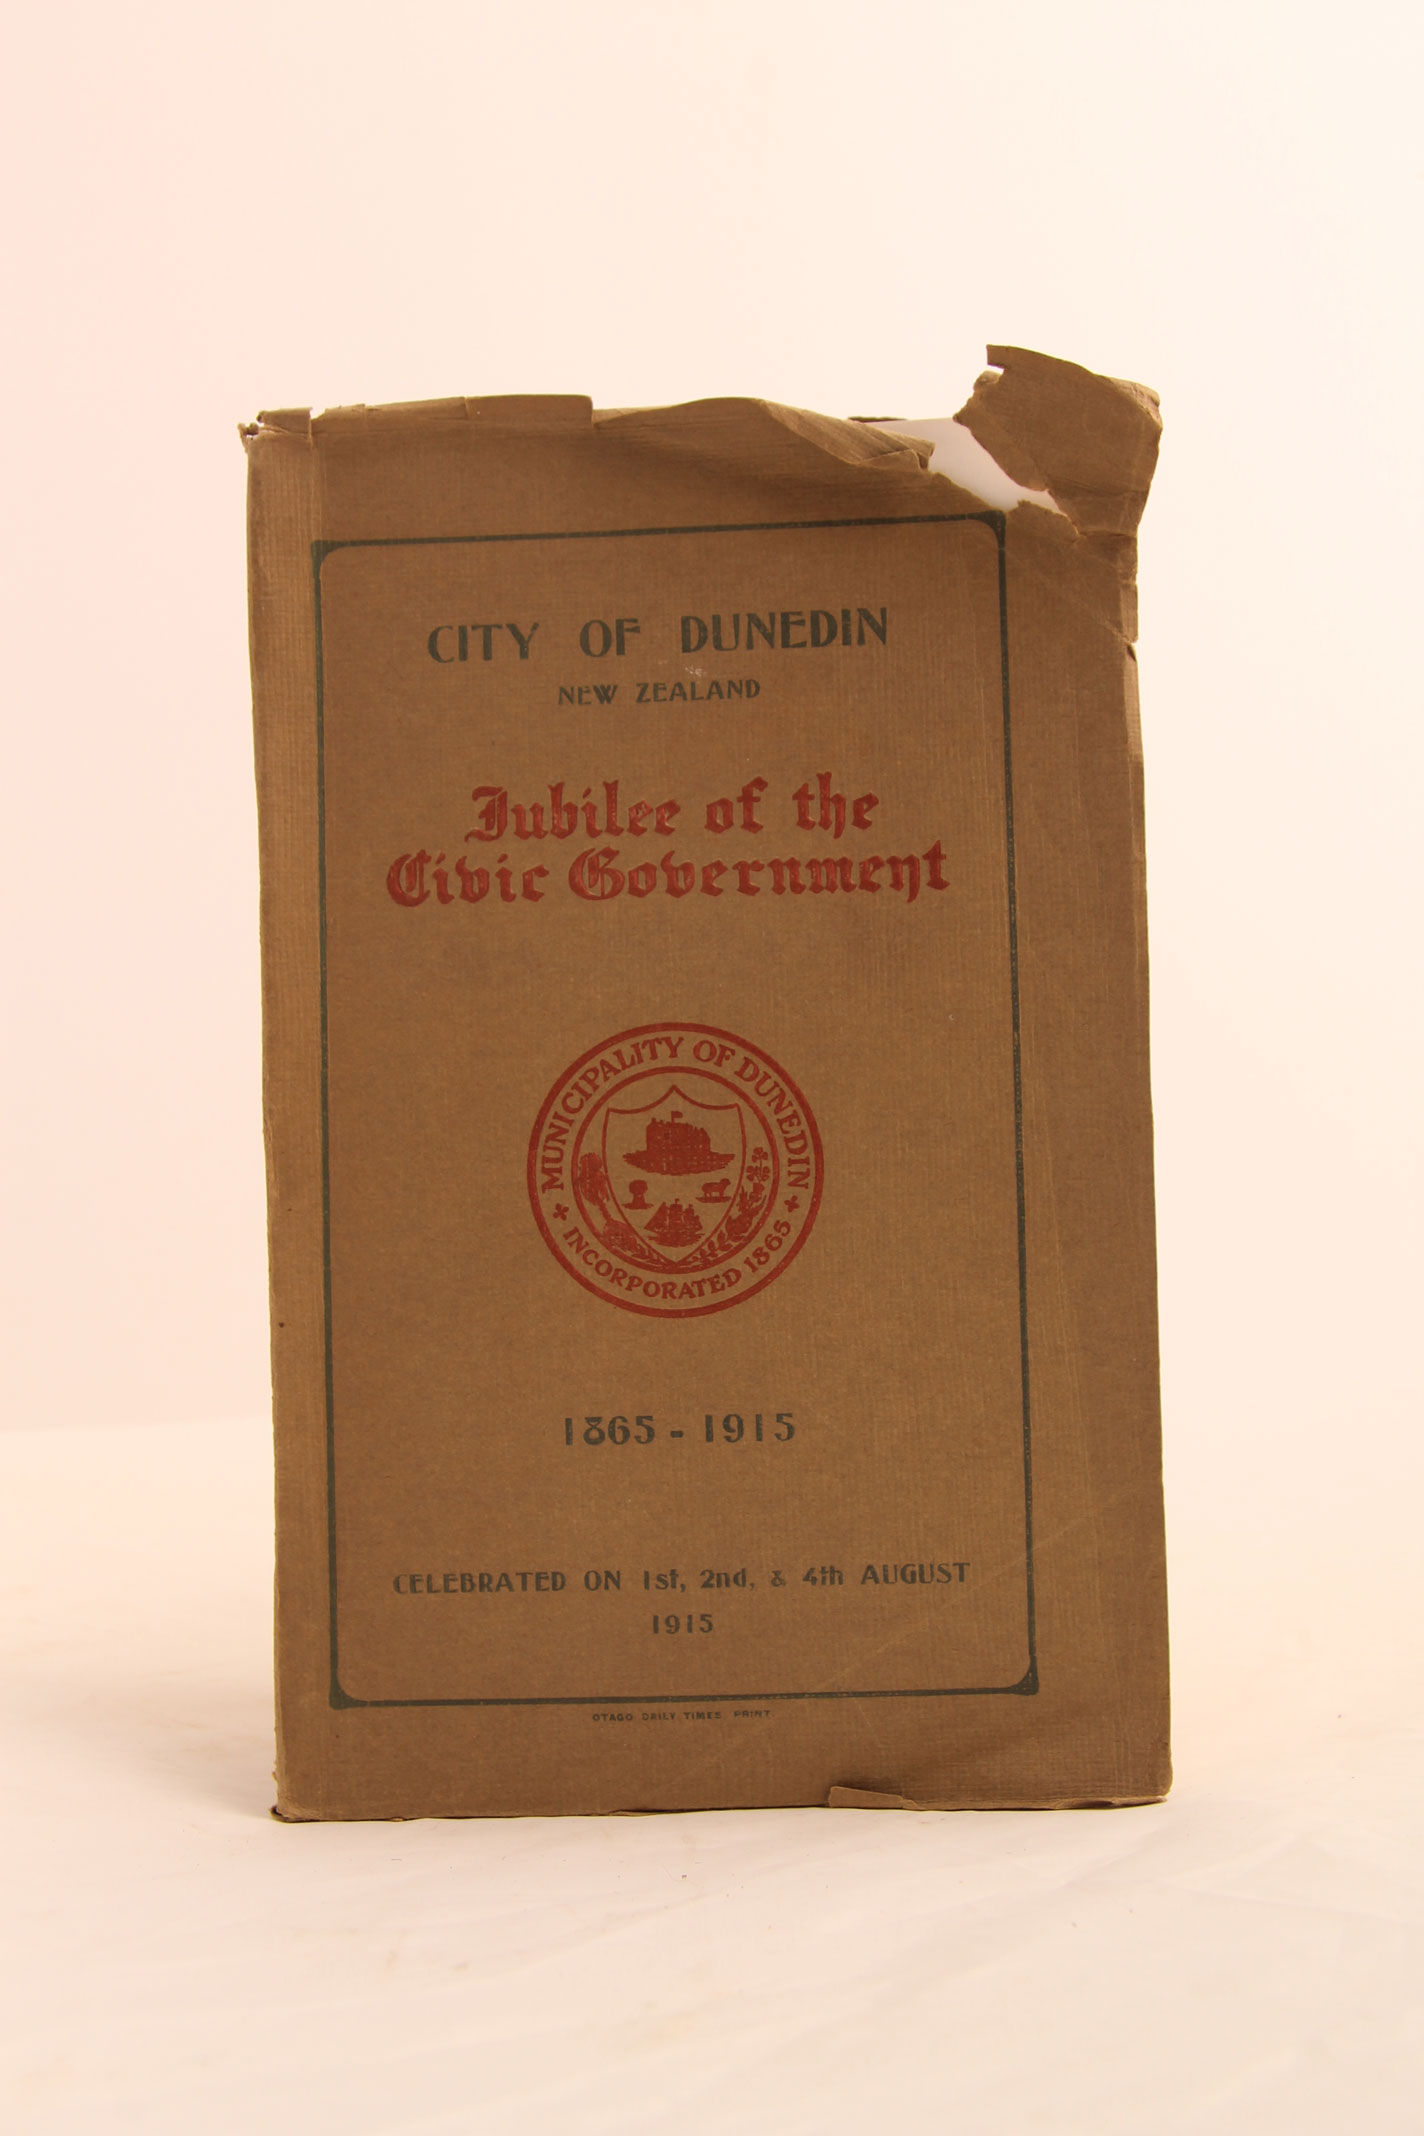 CITY OF DUNEDIN
NEW ZEALAND
Jubilee of the
Civic Government
MUNICIPALITY OF DUNEDIN
INCORPORATED 1865
1865 - 1915
CELEBRATED ON 1st, 2nd, & 4th AUGUST
1915
OTAGO DAILY TIMES PRINT